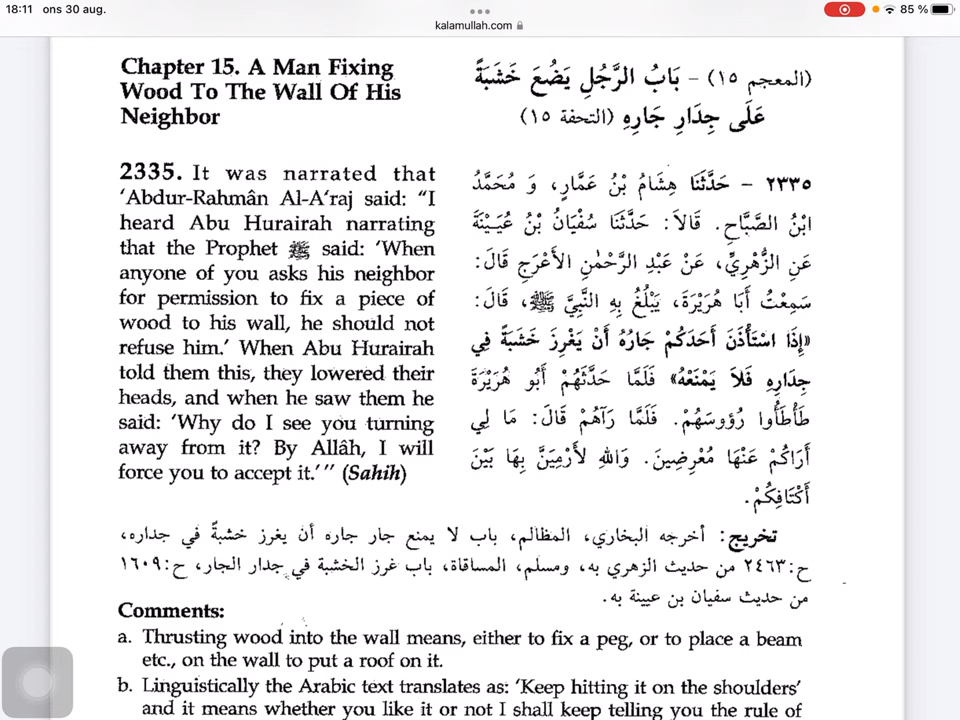 18:11 ons 30 aug.
85 %
kalamullah.com
Chapter 15. A Man Fixing
Wood To The Wall Of His
Neighbor
(المعجم ١٥) - بَابُ الرَّجُلِ يَضُعَ خَشَبَةً
عَلَى جِدَارِ جَارِهِ (التحفة ١٥)
2335. It was narrated that
‘Abdur-Rahmân Al-A‘raj said: “I
heard Abu Hurairah narrating
that the Prophet ﷺ said: ‘When
anyone of you asks his neighbor
for permission to fix a piece of
wood to his wall, he should not
refuse him.’ When Abu Hurairah
told them this, they lowered their
heads, and when he saw them he
said: ‘Why do I see you turning
away from it? By Allâh, I will
force you to accept it.’” (Sahih)
٢٣٣٥ - حَدَّثَنَا هِشَامُ بْنُ عَمَّارٍ، وَ مُحَمَّدُ
ابْنُ الصَّبَّاحِ. قَالاَ: حَدَّثَنَا سُفْيَانُ بْنُ عُيَيْنَةَ
عَنِ الزُّهْرِيِّ، عَنْ عَبْدِ الرَّحْمٰنِ الأَعْرَجِ قَالَ:
سَمِعْتُ أَبَا هُرَيْرَةَ، يَبْلُغُ بِهِ النَّبِيَّ ﷺ، قَالَ:
«إِذَا اسْتَأْذَنَ أَحَدَكُمْ جَارُهُ أَنْ يَغْرِزَ خَشَبَةً فِي
جِدَارِهِ فَلاَ يَمْنَعْهُ» فَلَمَّا حَدَّثَهُمْ أَبُو هُرَيْرَةَ
طَأْطَأُوا رُؤُوسَهُمْ. فَلَمَّا رَآهُمْ قَالَ: مَا لِي
أَرَاكُمْ عَنْهَا مُعْرِضِينَ. وَاللهِ لأَرْمِيَنَّ بِهَا بَيْنَ
أَكْتَافِكُمْ.
تخريج: أخرجه البخاري، المظالم، باب لا يمنع جار جاره أن يغرز خشبةً في جداره،
ح:٢٤٦٣ من حديث الزهري به، ومسلم، المساقاة، باب غرز الخشبة في جدار الجار، ح:١٦٠٩
من حديث سفيان بن عيينة به.
Comments:
a. Thrusting wood into the wall means, either to fix a peg, or to place a beam
etc., on the wall to put a roof on it.
b. Linguistically the Arabic text translates as: ‘Keep hitting it on the shoulders’
and it means whether you like it or not I shall keep telling you the rule of